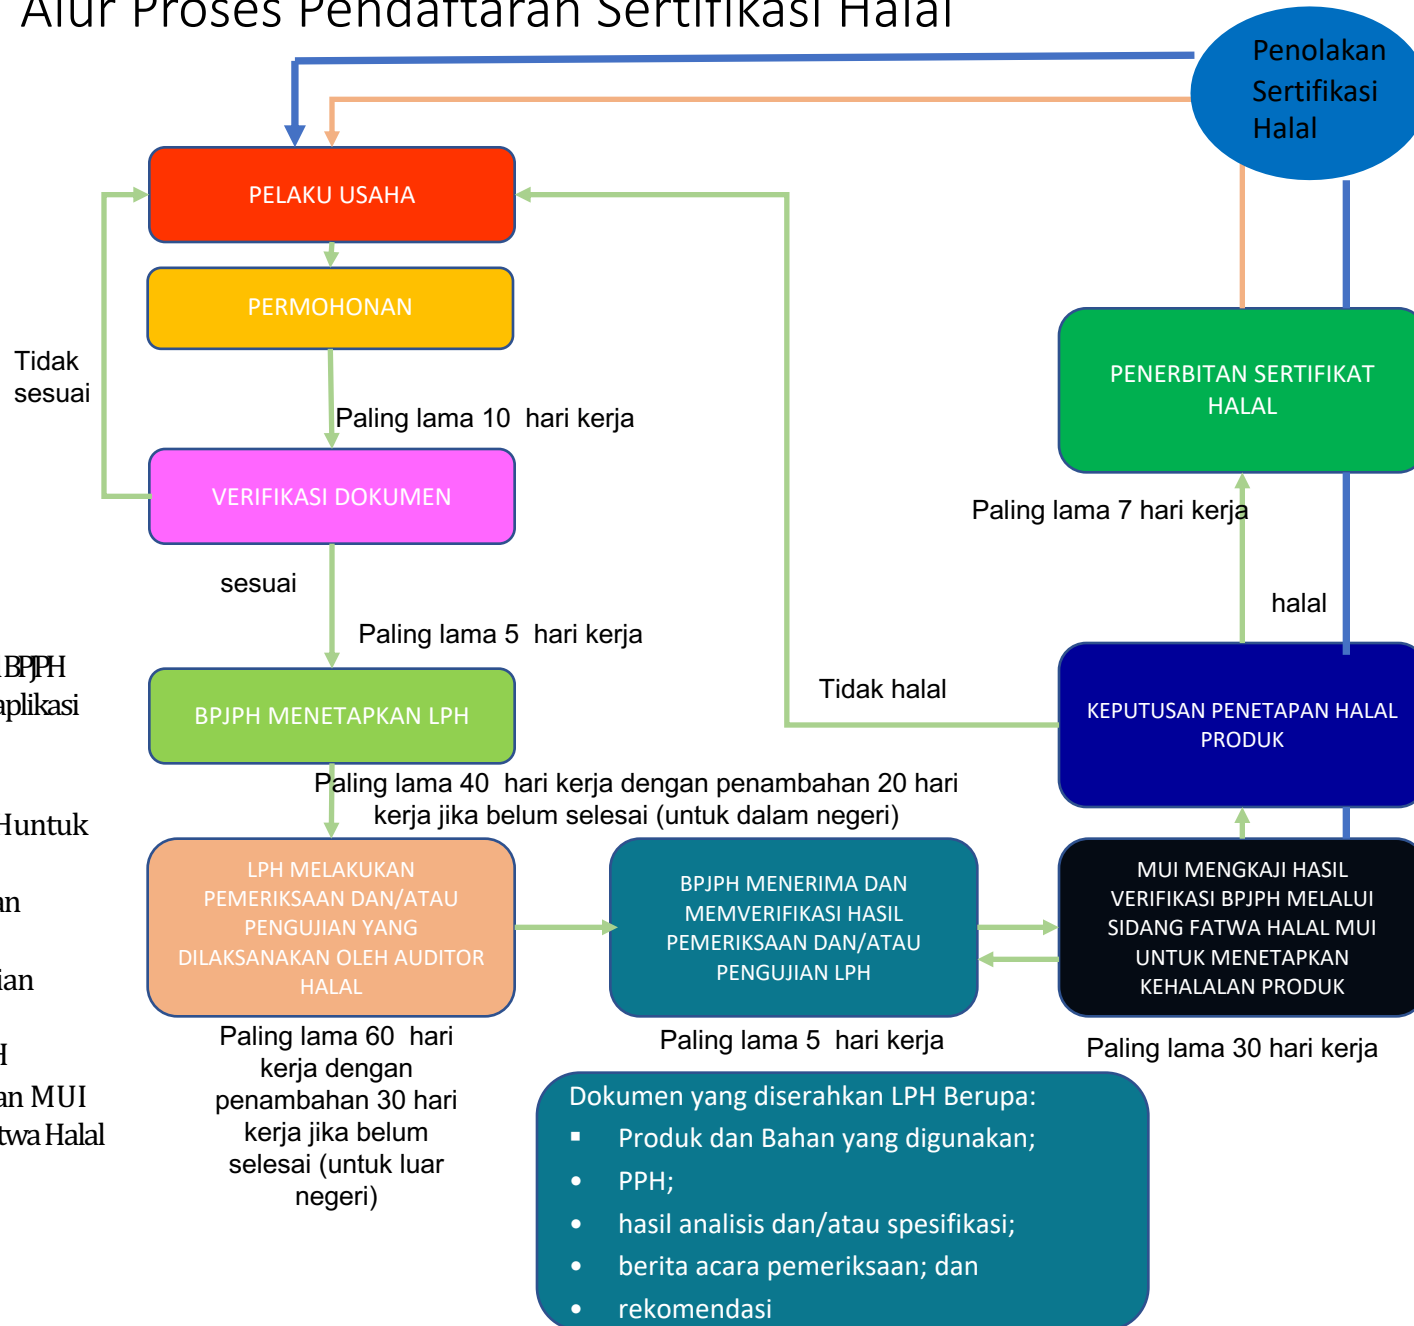 Alur Proses Pendaftaran Sertifikasi Halal
Penolakan
Sertifikasi
Halal
PELAKU USAHA
PERMOHONAN
Tidak
sesuai
Paling lama 10 hari kerja
VERIFIKASI DOKUMEN
sesuai
Paling lama 5 hari kerja
BPJPH MENETAPKAN LPH
Paling lama 40 hari kerja dengan penambahan 20 hari
kerja jika belum selesai (untuk dalam negeri)
LPH MELAKUKAN
PEMERIKSAAN DAN/ATAU
PENGUJIAN YANG
DILAKSANAKAN OLEH AUDITOR
HALAL
Paling lama 60 hari
kerja dengan
penambahan 30 hari
kerja jika belum
selesai (untuk luar
negeri)
BPJPH MENERIMA DAN
MEMVERIFIKASI HASIL
PEMERIKSAAN DAN/ATAU
PENGUJIAN LPH
Paling lama 5 hari kerja
MUI MENGKAJI HASIL
VERIFIKASI BPJPH MELALUI
SIDANG FATWA HALAL MUI
UNTUK MENETAPKAN
KEHALALAN PRODUK
Paling lama 30 hari kerja
KEPUTUSAN PENETAPAN HALAL
PRODUK
Tidak halal
halal
Paling lama 7 hari kerja
PENERBITAN SERTIFIKAT
HALAL
Dokumen yang diserahkan LPH Berupa:
▪ Produk dan Bahan yang digunakan;
• PPH;
• hasil analisis dan/atau spesifikasi;
• berita acara pemeriksaan; dan
• rekomendasi
BPJPH
aplikasi
untuk
MUI
Halal